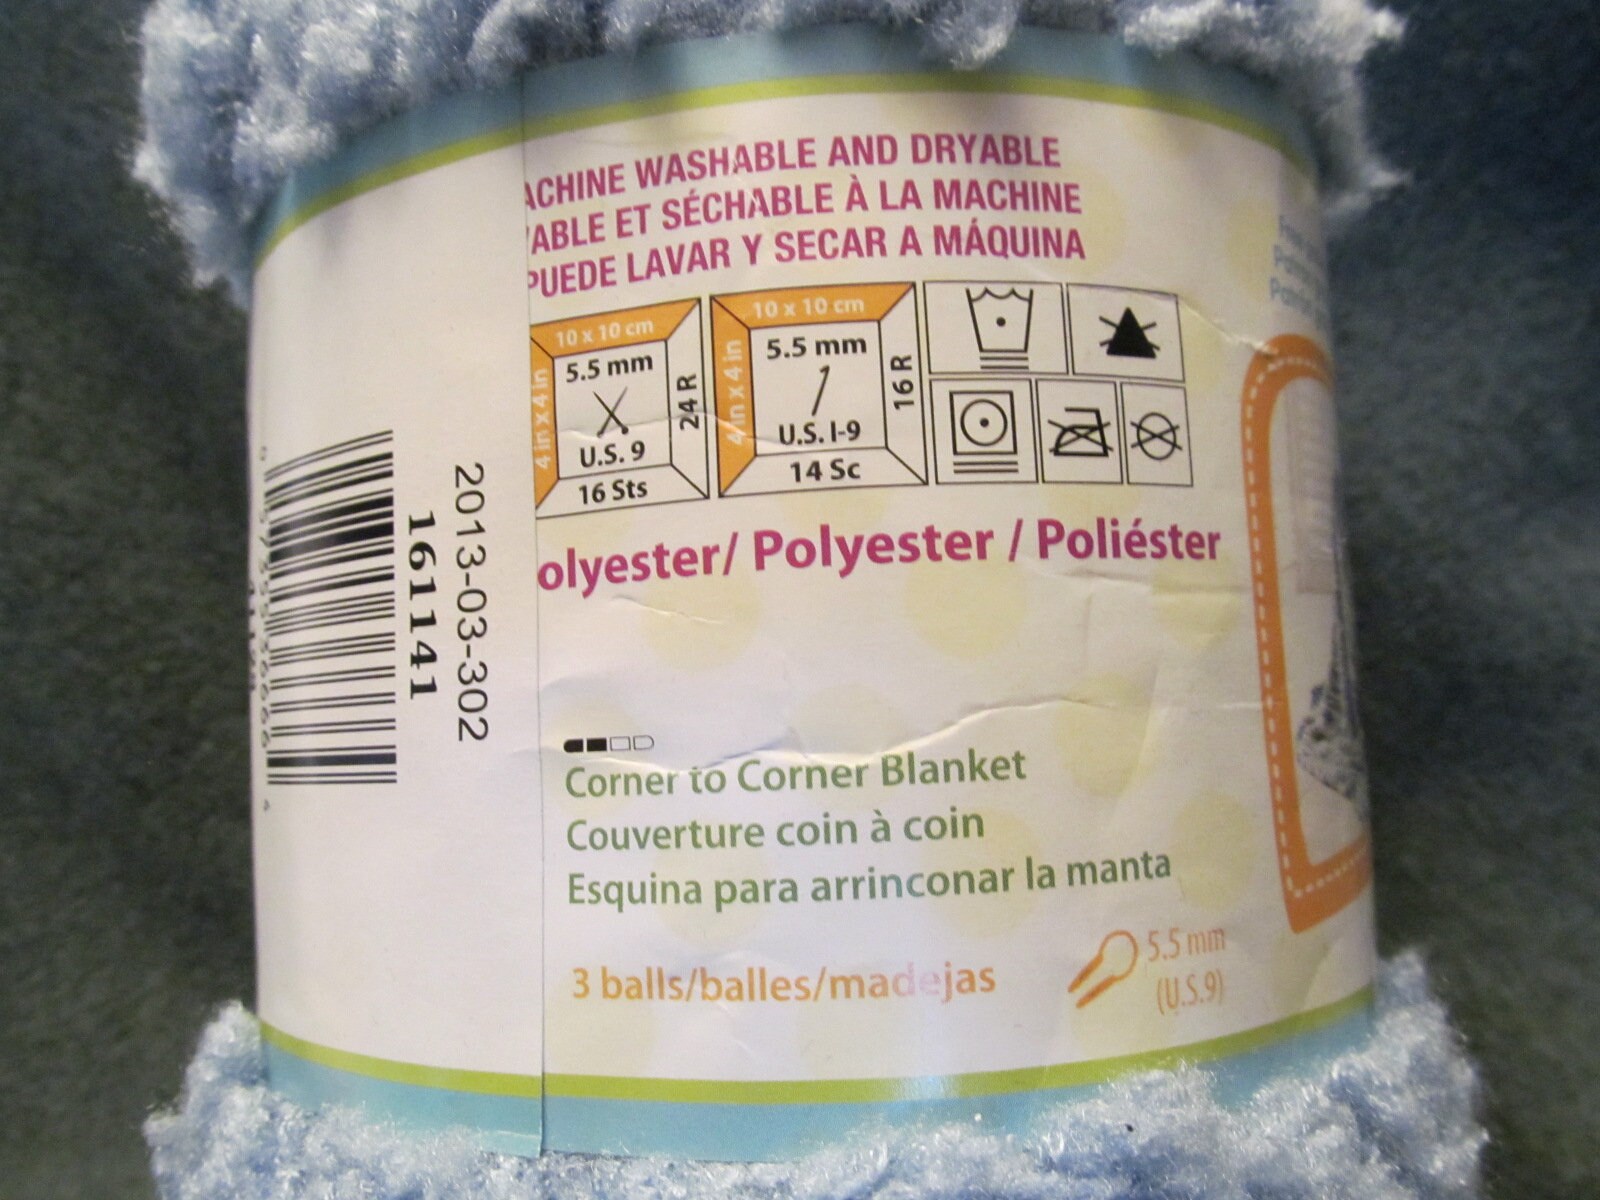 ACHINE WASHABLE AND DRYABLE
ABLE ET SÉCHABLE À LA MACHINE
PUEDE LAVAR Y SECAR A MÁQUINA
10 x 10 cm
4 in x 4 in
5.5 mm
U.S. 9
24 R
16 Sts
10 x 10 cm
4 in x 4 in
5.5 mm
U.S. I-9
16 R
14 Sc
olyester/ Polyester / Poliéster
2013-03-302
161141
Corner to Corner Blanket
Couverture coin à coin
Esquina para arrinconar la manta
3 balls/balles/madejas
5.5 mm
(U.S.9)